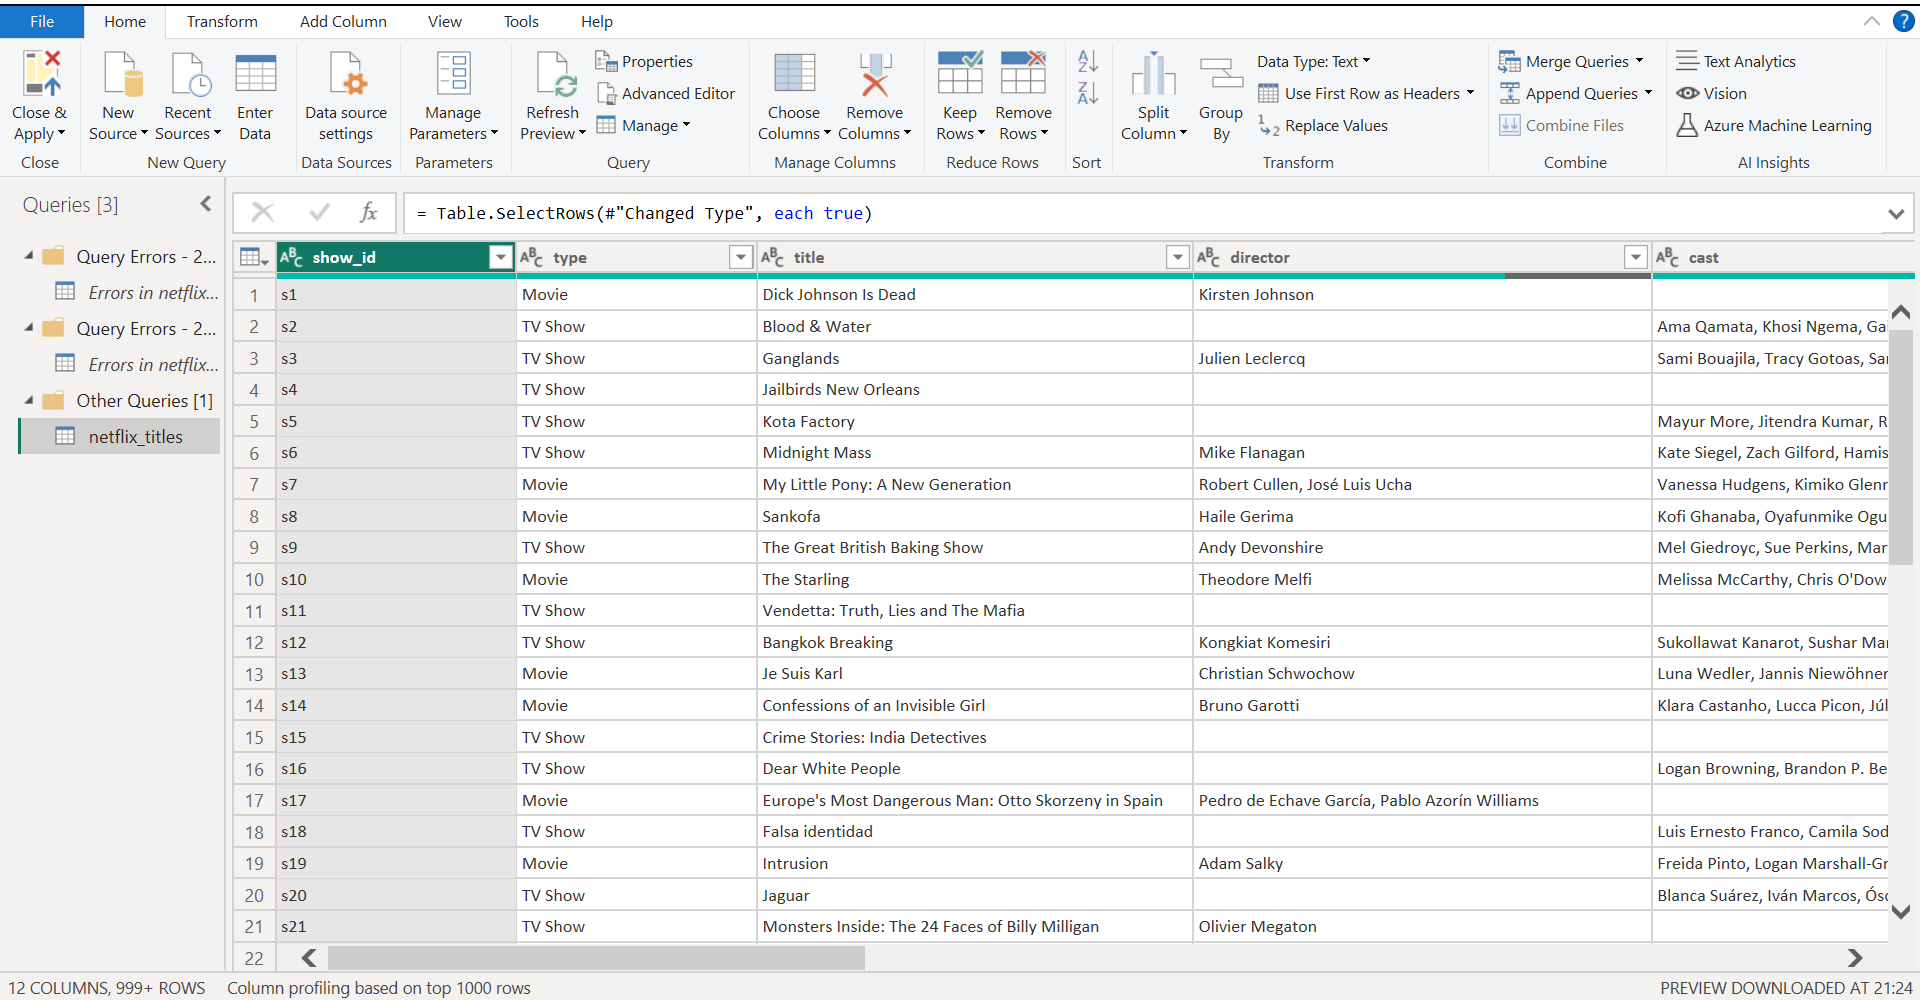 File Home Transform Add Column View Tools Help
Close & Apply
New Source
Recent Sources
Enter Data
Data source settings
Manage Parameters
Refresh Preview
Properties
Advanced Editor
Manage
Choose Columns
Remove Columns
Keep Rows
Remove Rows
Split Column
Group By
Data Type: Text
Use First Row as Headers
Replace Values
Merge Queries
Append Queries
Combine Files
Text Analytics
Vision
Azure Machine Learning
Close New Query Data Sources Parameters Query Manage Columns Reduce Rows Sort Transform Combine AI Insights
Queries [3]
Query Errors - 2...
Errors in netflix...
Query Errors - 2...
Errors in netflix...
Other Queries [1]
netflix_titles
fx = Table.SelectRows(#"Changed Type", each true)
show_id type title director cast
1 s1 Movie Dick Johnson Is Dead Kirsten Johnson
2 s2 TV Show Blood & Water Ama Qamata, Khosi Ngema, Ga
3 s3 TV Show Ganglands Julien Leclercq Sami Bouajila, Tracy Gotoas, Sa
4 s4 TV Show Jailbirds New Orleans
5 s5 TV Show Kota Factory Mayur More, Jitendra Kumar, R
6 s6 TV Show Midnight Mass Mike Flanagan Kate Siegel, Zach Gilford, Hamis
7 s7 Movie My Little Pony: A New Generation Robert Cullen, José Luis Ucha Vanessa Hudgens, Kimiko Glenn
8 s8 Movie Sankofa Haile Gerima Kofi Ghanaba, Oyafunmike Ogu
9 s9 TV Show The Great British Baking Show Andy Devonshire Mel Giedroyc, Sue Perkins, Mar
10 s10 Movie The Starling Theodore Melfi Melissa McCarthy, Chris O'Dow
11 s11 TV Show Vendetta: Truth, Lies and The Mafia
12 s12 TV Show Bangkok Breaking Kongkiat Komesiri Sukollawat Kanarot, Sushar Ma
13 s13 Movie Je Suis Karl Christian Schwochow Luna Wedler, Jannis Niewöhner
14 s14 Movie Confessions of an Invisible Girl Bruno Garotti Klara Castanho, Lucca Picon, Júl
15 s15 TV Show Crime Stories: India Detectives
16 s16 TV Show Dear White People Logan Browning, Brandon P. Be
17 s17 Movie Europe's Most Dangerous Man: Otto Skorzeny in Spain Pedro de Echave García, Pablo Azorín Williams
18 s18 TV Show Falsa identidad Luis Ernesto Franco, Camila Sod
19 s19 Movie Intrusion Adam Salky Freida Pinto, Logan Marshall-Gr
20 s20 TV Show Jaguar Blanca Suárez, Iván Marcos, Ós
21 s21 TV Show Monsters Inside: The 24 Faces of Billy Milligan Olivier Megaton
22
12 COLUMNS, 999+ ROWS Column profiling based on top 1000 rows PREVIEW DOWNLOADED AT 21:24